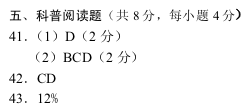 五、科普阅读题（共 8 分，每小题 4 分）
41.（1）D（2 分）
（2）BCD（2 分）
42. CD
43. 12%